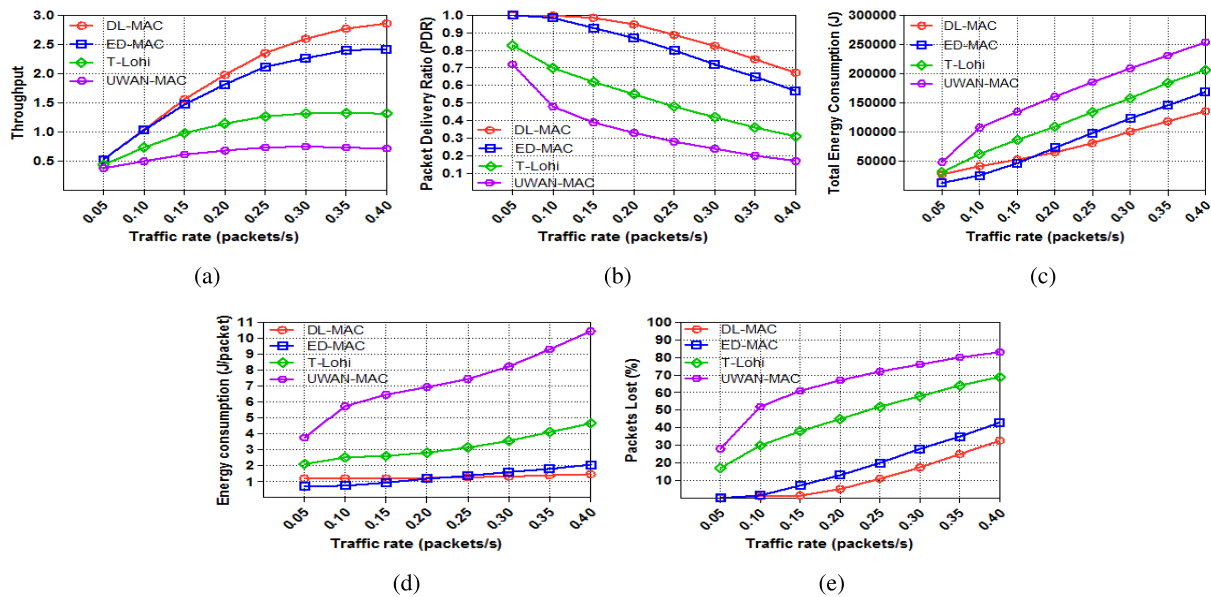 3.0
2.5
2.0
1.5
1.0
0.5
Throughput
DL-MAC
ED-MAC
T-Lohi
UWAN-MAC
0.05 0.10 0.15 0.20 0.25 0.30 0.35 0.40
Traffic rate (packets/s)
(a)
1.0
0.9
0.8
0.7
0.6
0.5
0.4
0.3
0.2
0.1
Packet Delivery Ratio (PDR)
DL-MAC
ED-MAC
T-Lohi
UWAN-MAC
0.05 0.10 0.15 0.20 0.25 0.30 0.35 0.40
Traffic rate (packets/s)
(b)
300000
250000
200000
150000
100000
50000
Total Energy Consumption (J)
DL-MAC
ED-MAC
T-Lohi
UWAN-MAC
0.05 0.10 0.15 0.20 0.25 0.30 0.35 0.40
Traffic rate (packets/s)
(c)
11
10
9
8
7
6
5
4
3
2
1
Energy consumption (J/packet)
DL-MAC
ED-MAC
T-Lohi
UWAN-MAC
0.05 0.10 0.15 0.20 0.25 0.30 0.35 0.40
Traffic rate (packets/s)
(d)
100
90
80
70
60
50
40
30
20
10
Packets Lost (%)
DL-MAC
ED-MAC
T-Lohi
UWAN-MAC
0.05 0.10 0.15 0.20 0.25 0.30 0.35 0.40
Traffic rate (packets/s)
(e)